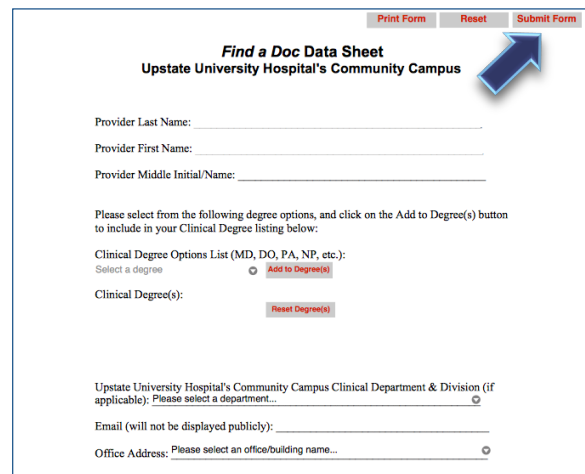 Print Form Reset Submit Form
Find a Doc Data Sheet
Upstate University Hospital's Community Campus
Provider Last Name:
Provider First Name:
Provider Middle Initial/Name:
Please select from the following degree options, and click on the Add to Degree(s) button
to include in your Clinical Degree listing below:
Clinical Degree Options List (MD, DO, PA, NP, etc.):
Select a degree Add to Degree(s)
Clinical Degree(s):
Reset Degree(s)
Upstate University Hospital's Community Campus Clinical Department & Division (if
applicable): Please select a department...
Email (will not be displayed publicly):
Office Address: Please select an office/building name...